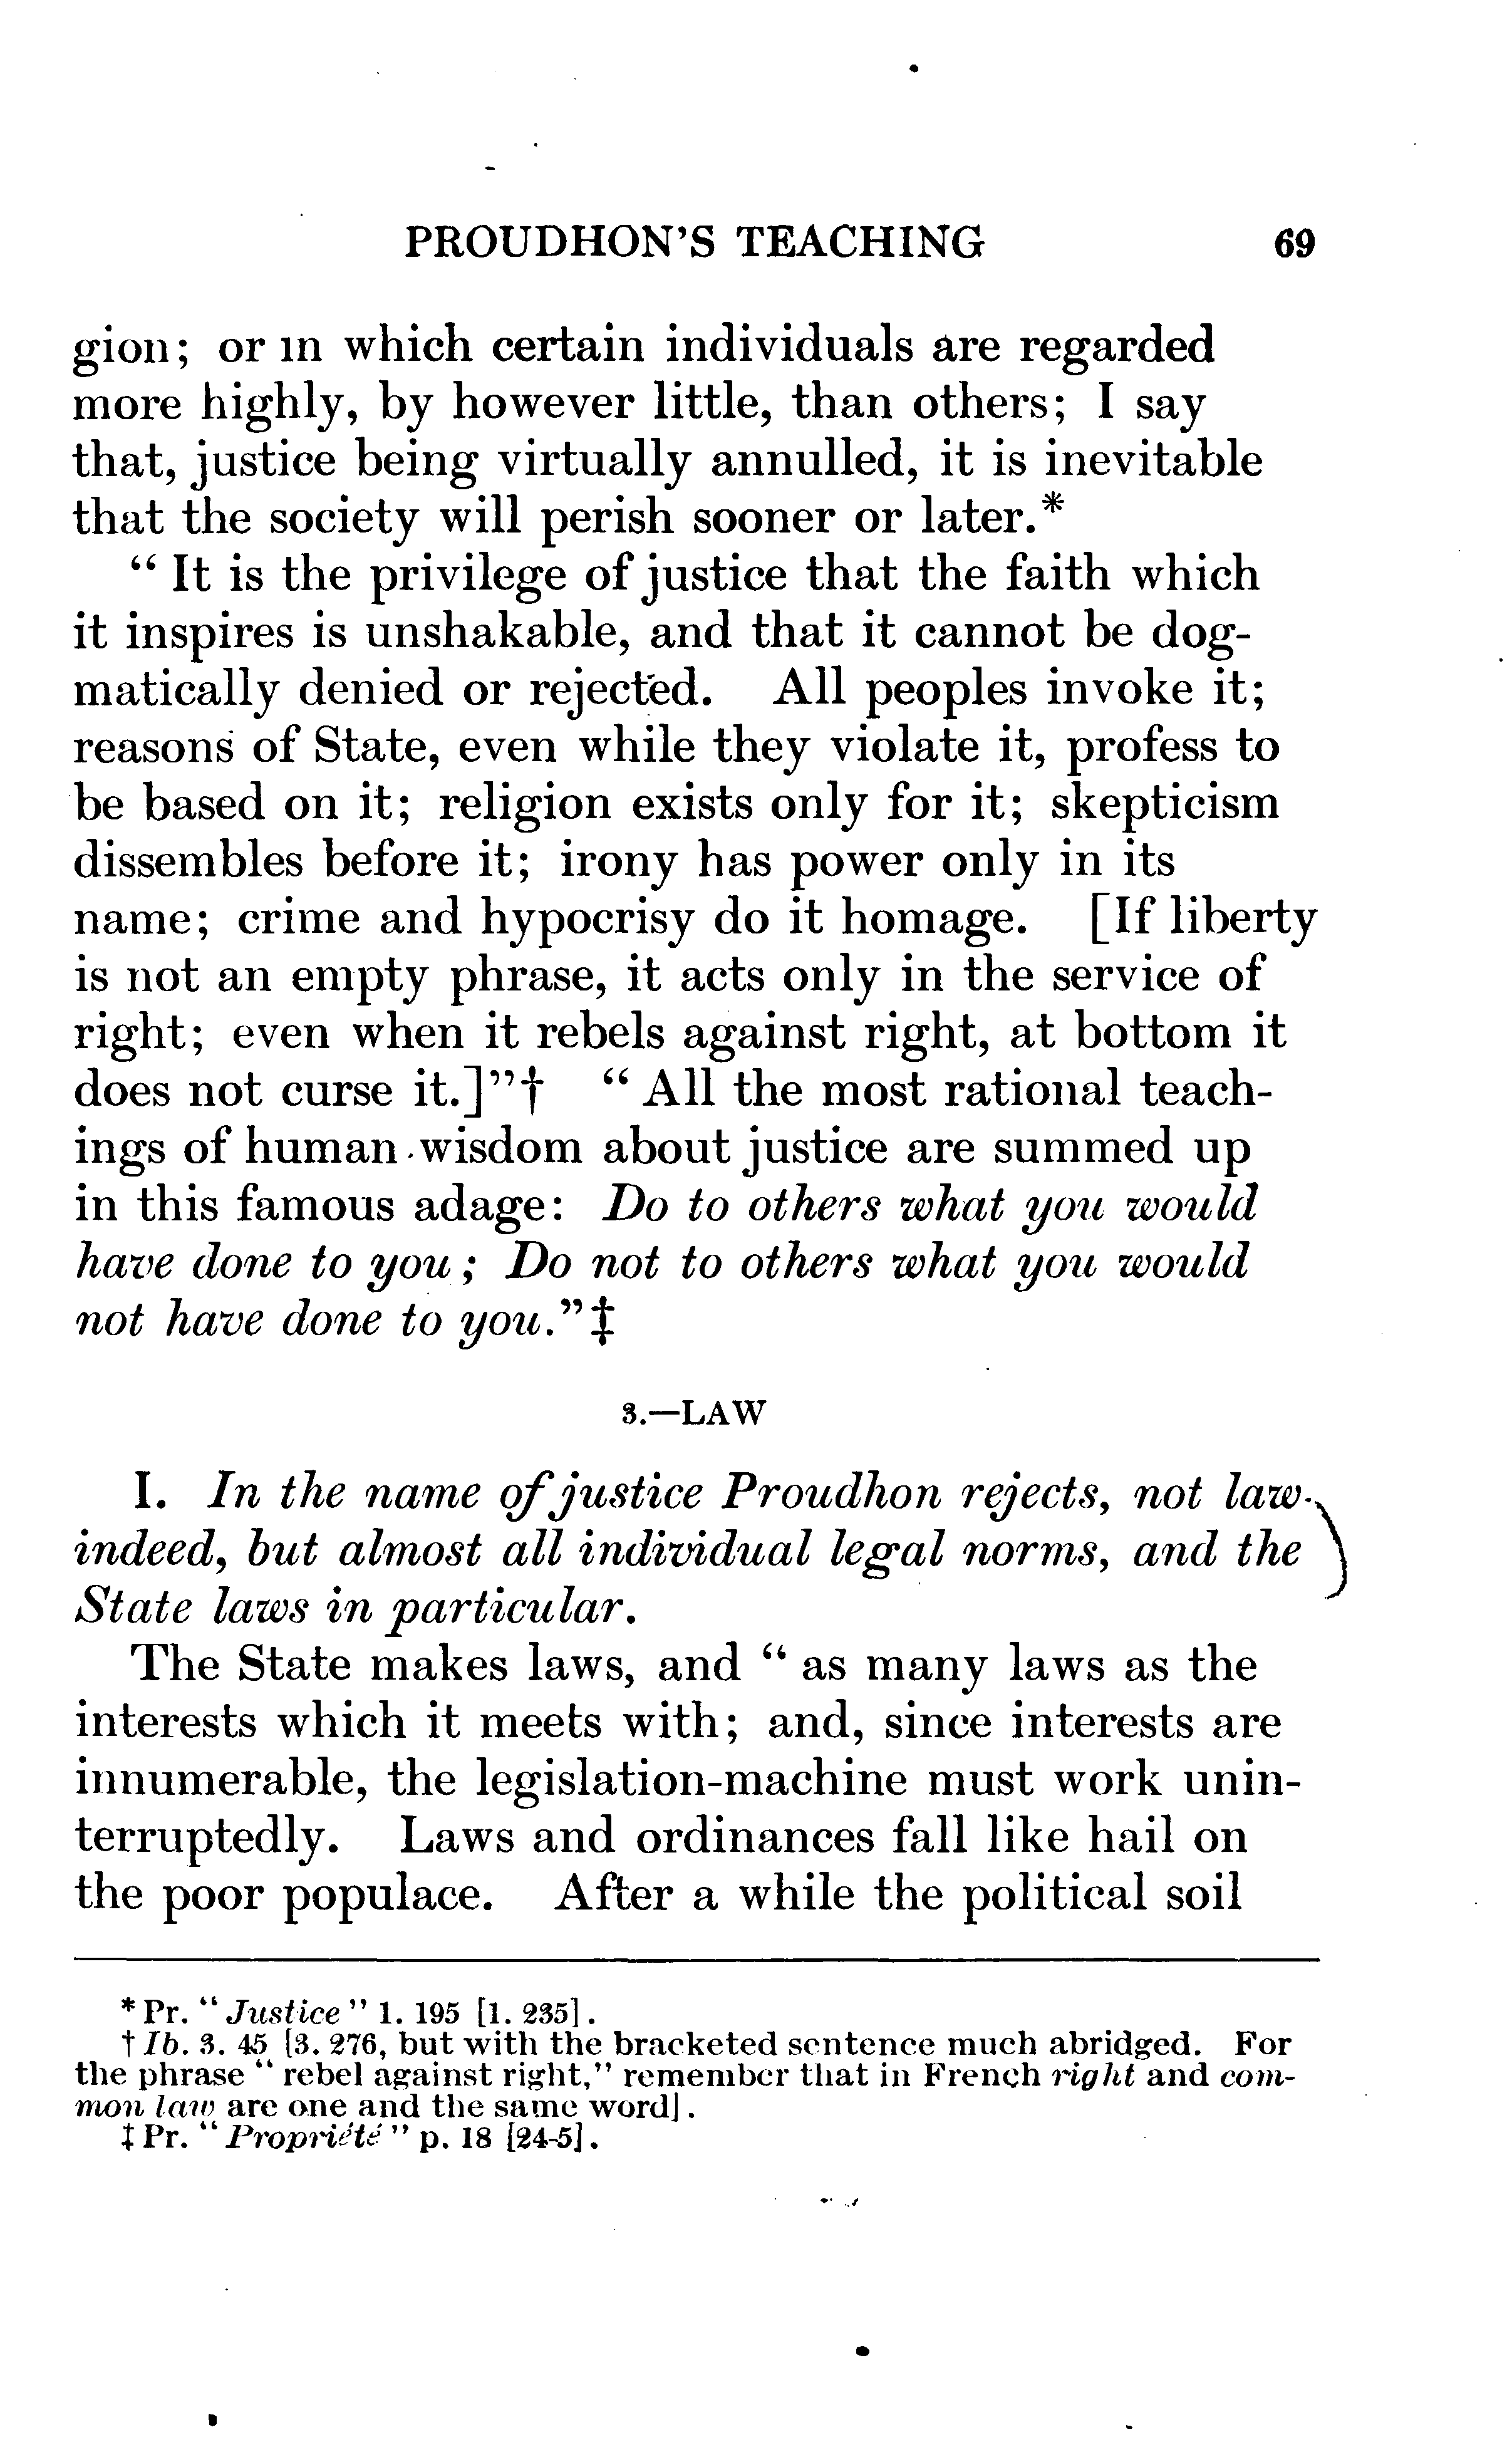 PROUDHON'S TEACHING 69
gion; or in which certain individuals are regarded
more highly, by however little, than others; I say
that, justice being virtually annulled, it is inevitable
that the society will perish sooner or later.*
“ It is the privilege of justice that the faith which
it inspires is unshakable, and that it cannot be dog-
matically denied or rejected. All peoples invoke it;
reasons of State, even while they violate it, profess to
be based on it; religion exists only for it; skepticism
dissembles before it; irony has power only in its
name; crime and hypocrisy do it homage. [If liberty
is not an empty phrase, it acts only in the service of
right; even when it rebels against right, at bottom it
does not curse it.]”† “ All the most rational teach-
ings of human wisdom about justice are summed up
in this famous adage: Do to others what you would
have done to you; Do not to others what you would
not have done to you.”‡
3.—LAW
I. In the name of justice Proudhon rejects, not law
indeed, but almost all individual legal norms, and the
State laws in particular.
The State makes laws, and “ as many laws as the
interests which it meets with; and, since interests are
innumerable, the legislation-machine must work unin-
terruptedly. Laws and ordinances fall like hail on
the poor populace. After a while the political soil
* Pr. “ Justice ” 1. 195 [1. 235].
† Ib. 3. 45 [3. 276, but with the bracketed sentence much abridged. For
the phrase “ rebel against right,” remember that in French right and com-
mon law are one and the same word].
‡ Pr. “ Propriété ” p. 18 [24-5].